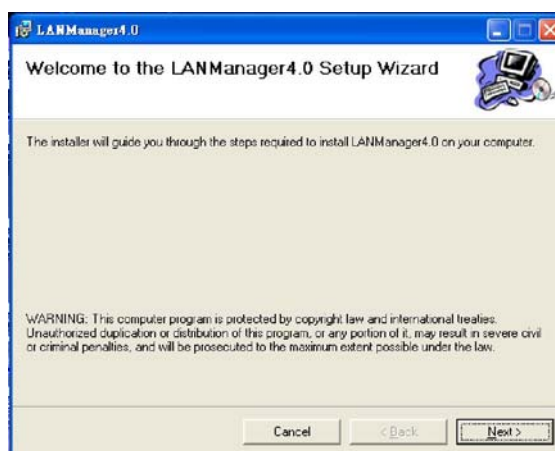 LANManager4.0
Welcome to the LANManager4.0 Setup Wizard
The installer will guide you through the steps required to install LANManager4.0 on your computer.
WARNING: This computer program is protected by copyright law and international treaties.
Unauthorized duplication or distribution of this program, or any portion of it, may result in severe civil
or criminal penalties, and will be prosecuted to the maximum extent possible under the law.
Cancel
< Back
Next >